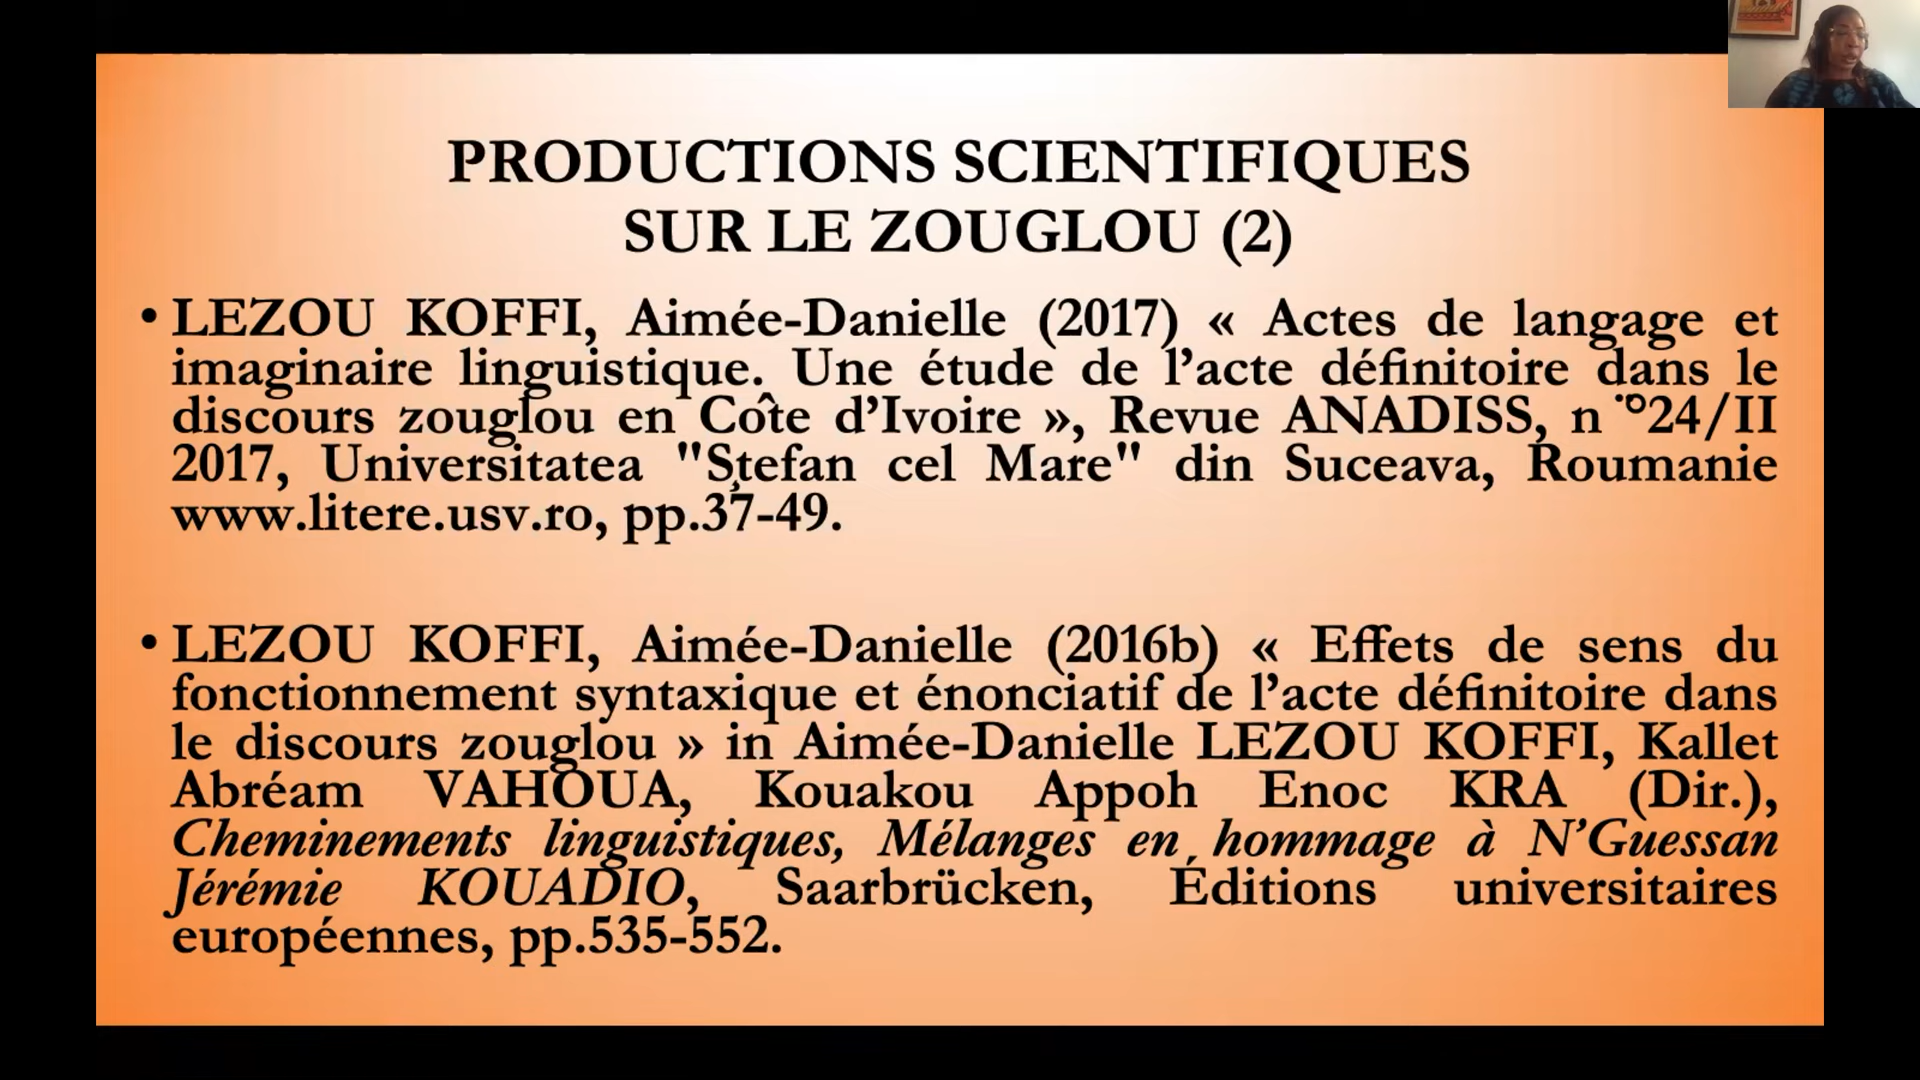 PRODUCTIONS SCIENTIFIQUES
SUR LE ZOUGLOU (2)
• LEZOU KOFFI, Aimée-Danielle (2017) « Actes de langage et
imaginaire linguistique. Une étude de l’acte définitoire dans le
discours zouglou en Côte d’Ivoire », Revue ANADISS, n ̈°24/II
2017, Universitatea "Ștefan cel Mare" din Suceava, Roumanie
www.litere.usv.ro, pp.37-49.
• LEZOU KOFFI, Aimée-Danielle (2016b) « Effets de sens du
fonctionnement syntaxique et énonciatif de l’acte définitoire dans
le discours zouglou » in Aimée-Danielle LEZOU KOFFI, Kallet
Abréam VAHOUA, Kouakou Appoh Enoc KRA (Dir.),
Cheminements linguistiques, Mélanges en hommage à N’Guessan
Jérémie KOUADIO, Saarbrücken, Éditions universitaires
européennes, pp.535-552.